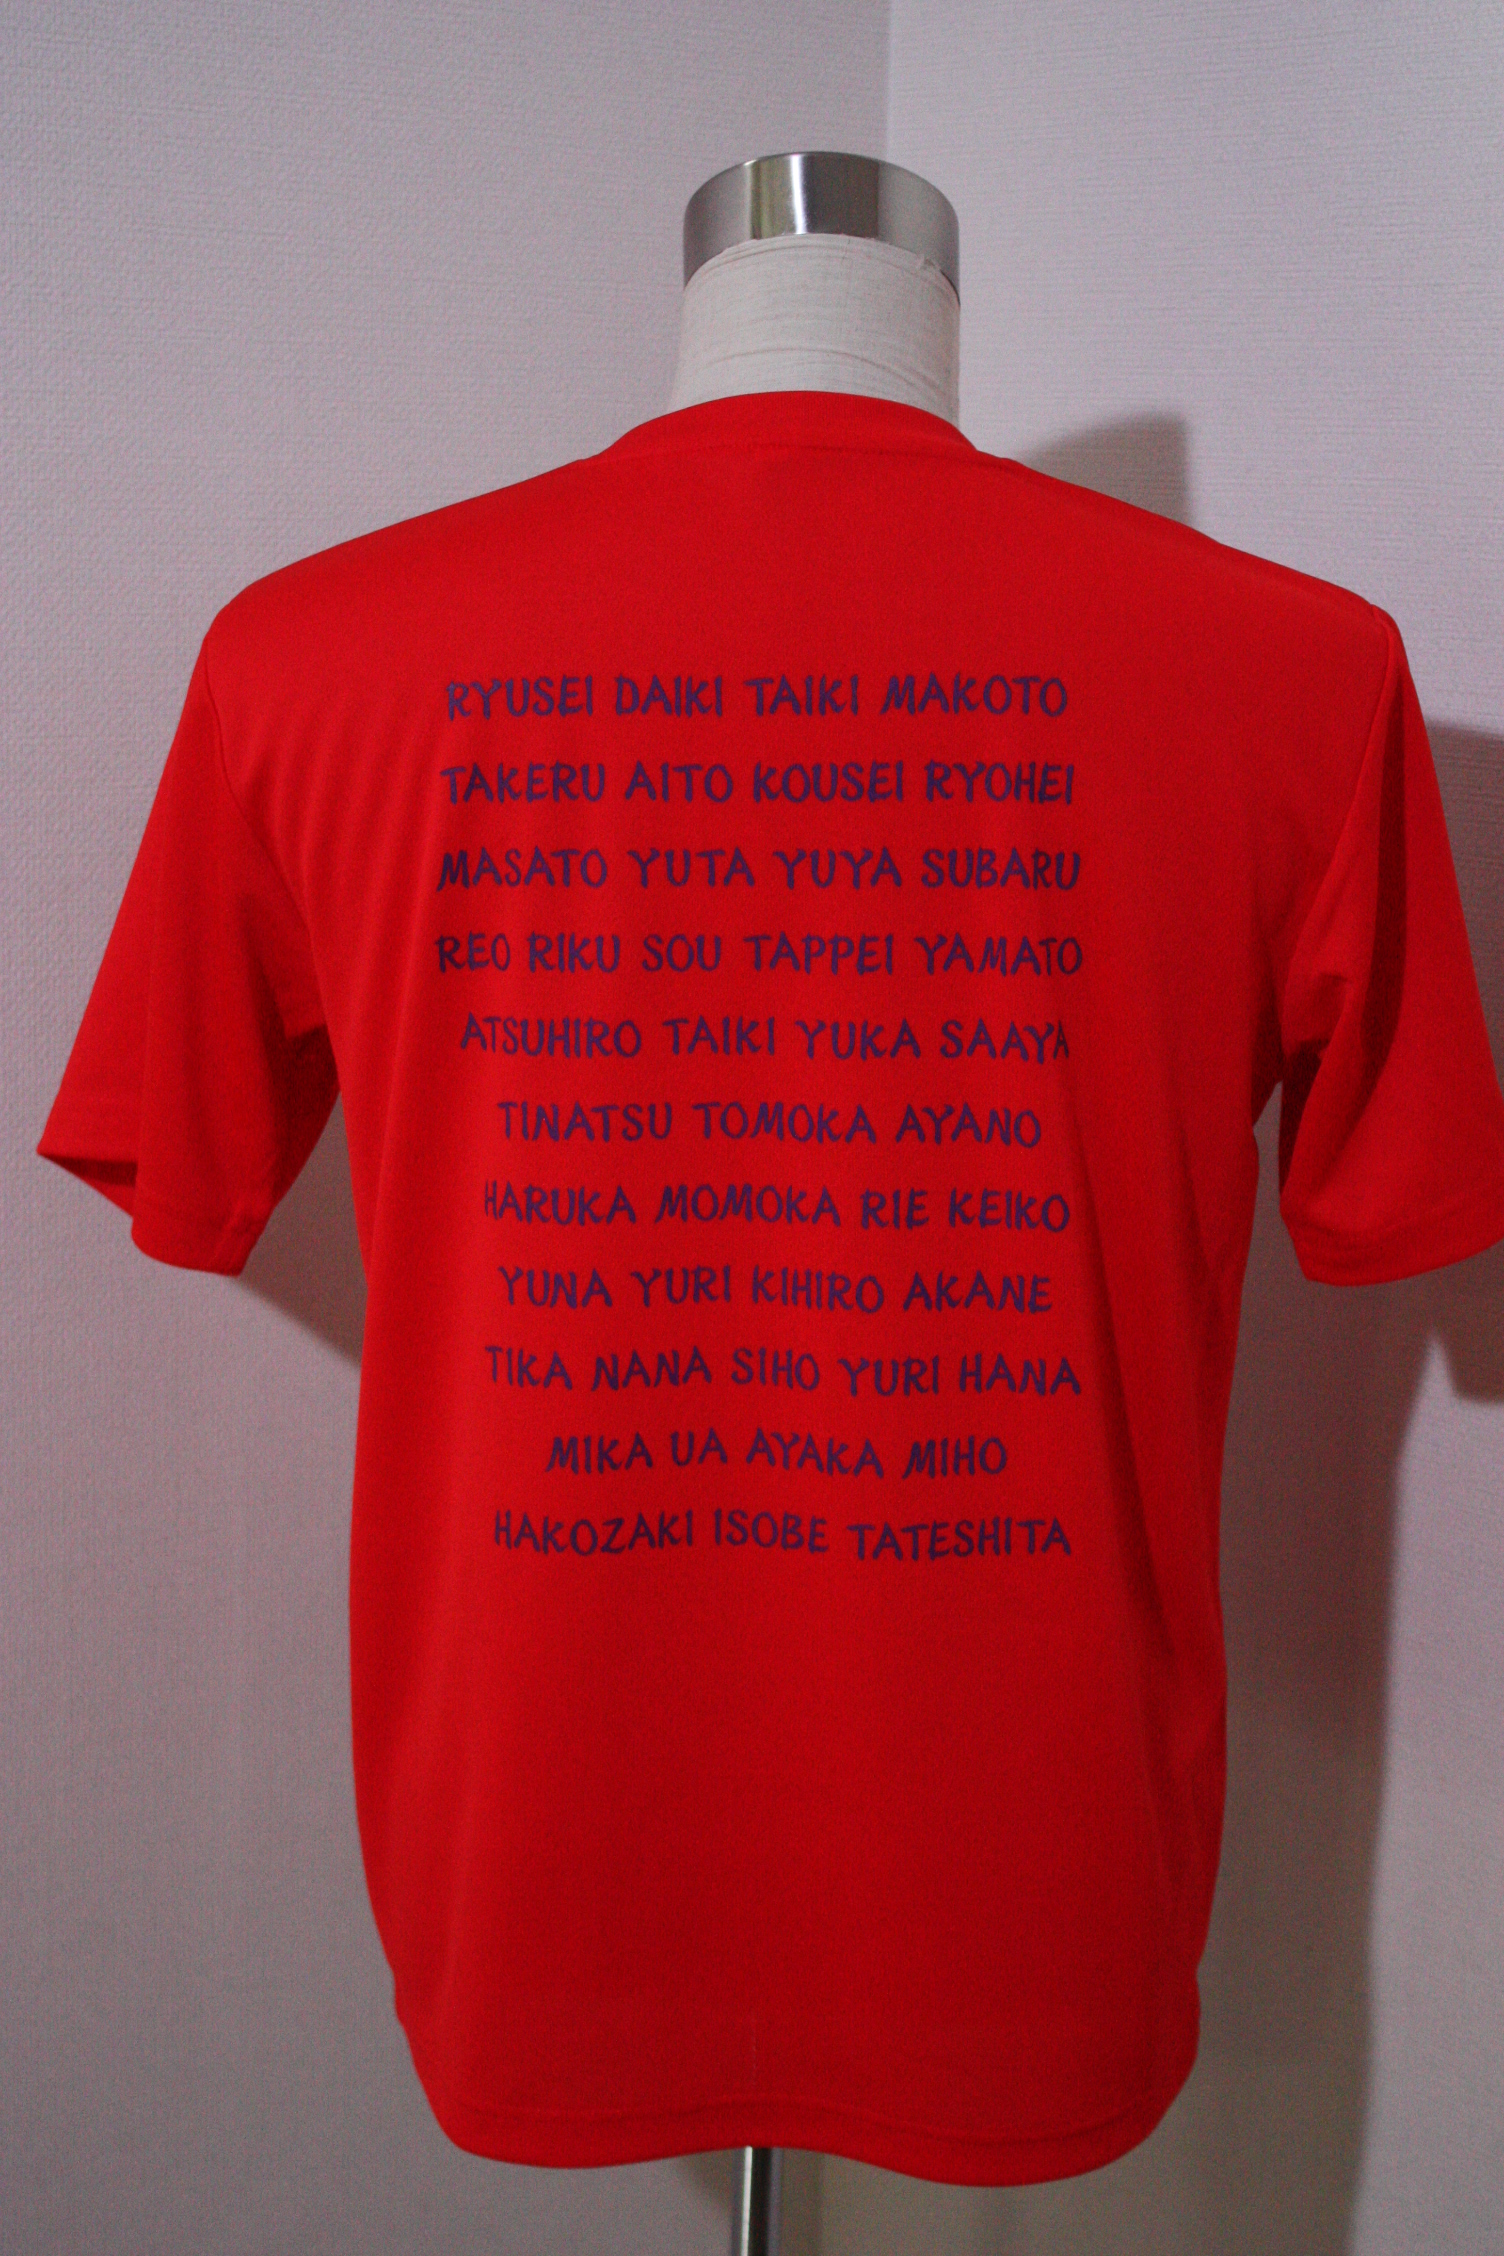 RYUSEI DAIKI TAIKI MAKOTO
TAKERU AITO KOUSEI RYOHEI
MASATO YUTA YUYA SUBARU
REO RIKU SOU TAPPEI YAMATO
ATSUHIRO TAIKI YUKA SAAYA
TINATSU TOMOKA AYANO
HARUKA MOMOKA RIE KEIKO
YUNA YURI KIHIRO AKANE
TIKA NANA SIHO YURI HANA
MIKA UA AYAKA MIHO
HAKOZAKI ISOBE TATESHITA